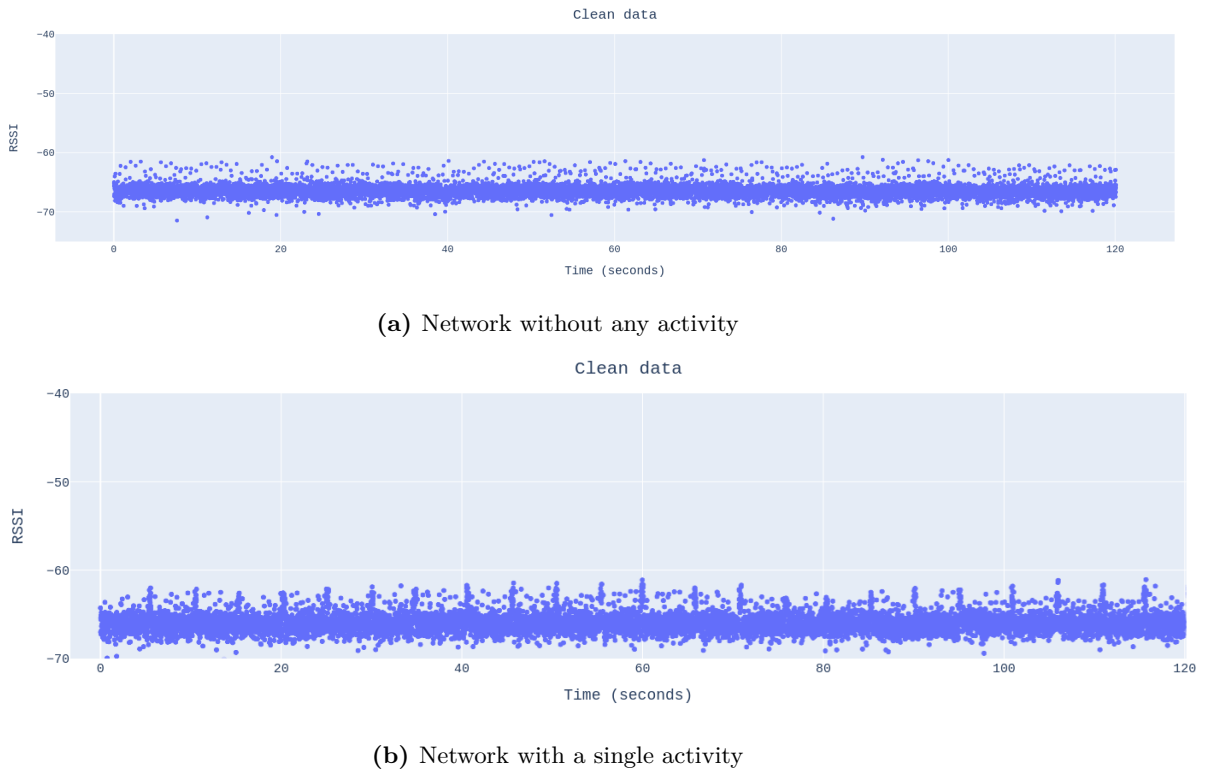 Clean data
−40
−50
−60
−70
RSSI
0 20 40 60 80 100 120
Time (seconds)
(a) Network without any activity
Clean data
−40
−50
−60
−70
RSSI
0 20 40 60 80 100 120
Time (seconds)
(b) Network with a single activity